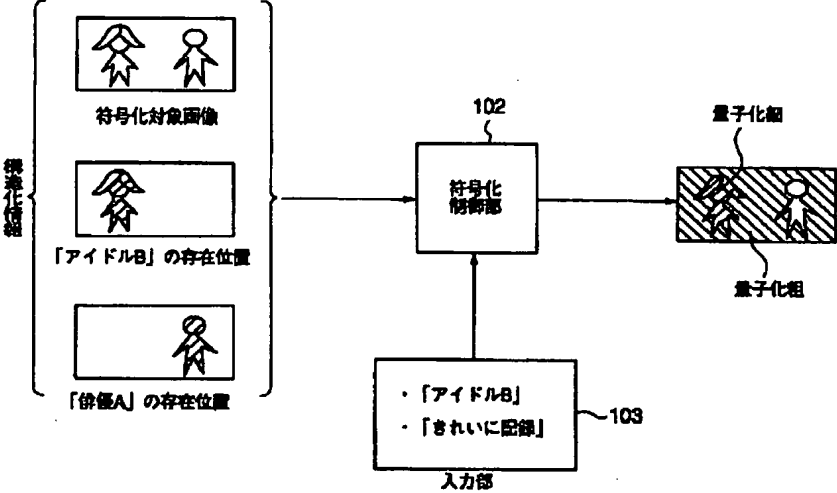 構造化情報
符号化対象画像
「アイドルB」の存在位置
「俳優A」の存在位置
102
符号化
制御部
・「アイドルB」
・「きれいに記録」
103
入力部
量子化細
量子化粗